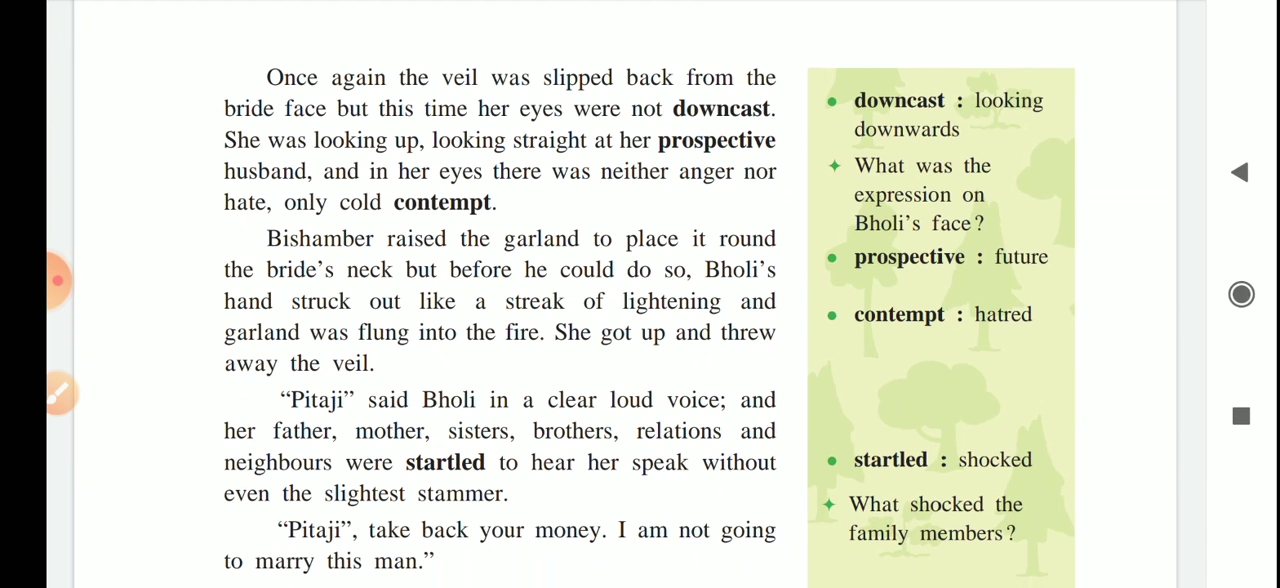 Once again the veil was slipped back from the
bride face but this time her eyes were not downcast.
She was looking up, looking straight at her prospective
husband, and in her eyes there was neither anger nor
hate, only cold contempt.
Bishamber raised the garland to place it round
the bride's neck but before he could do so, Bholi's
hand struck out like a streak of lightening and
garland was flung into the fire. She got up and threw
away the veil.
“Pitaji” said Bholi in a clear loud voice; and
her father, mother, sisters, brothers, relations and
neighbours were startled to hear her speak without
even the slightest stammer.
“Pitaji”, take back your money. I am not going
to marry this man.”
• downcast : looking
downwards
✦ What was the
expression on
Bholi's face?
• prospective : future
• contempt : hatred
• startled : shocked
✦ What shocked the
family members?